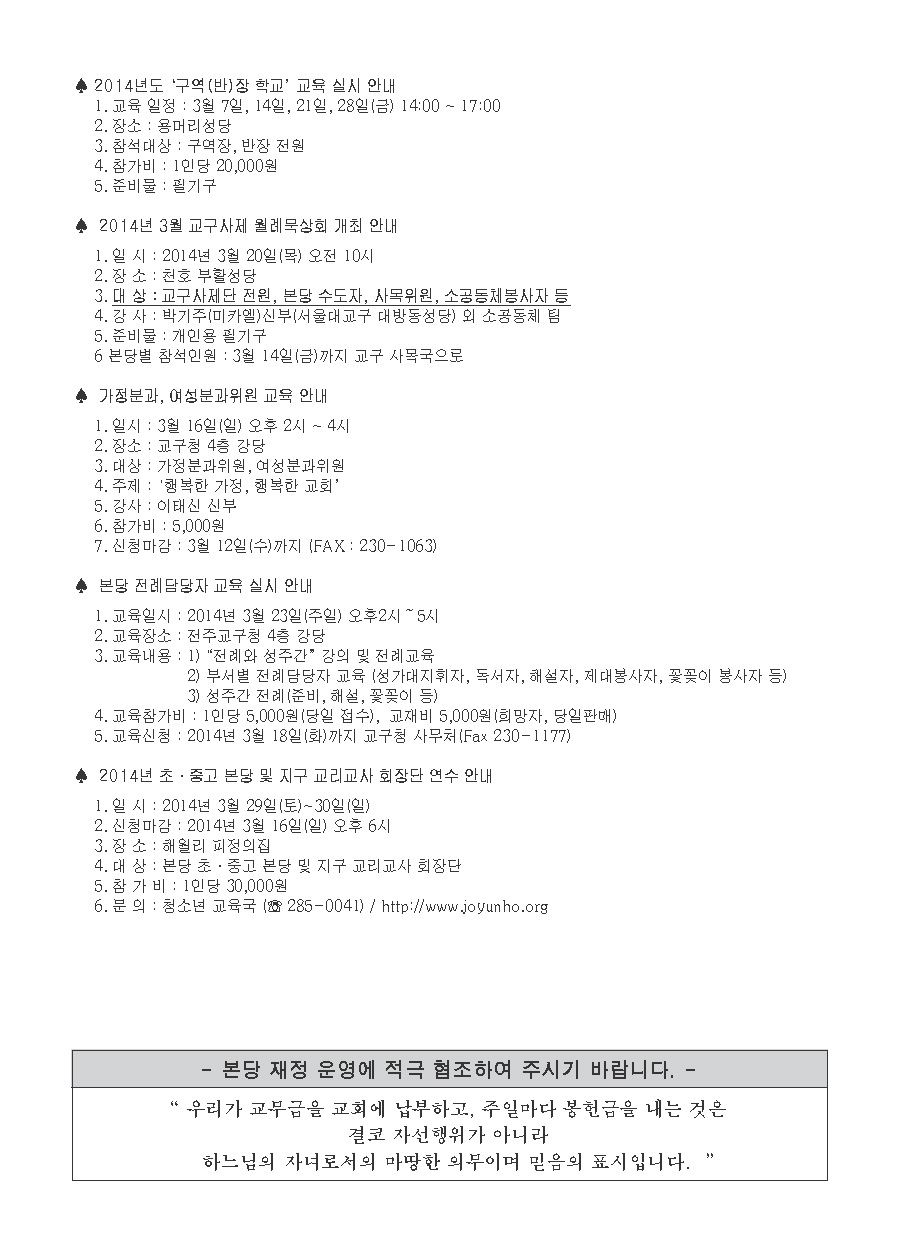 ♠ 2014년도 ‘구역(반)장 학교’ 교육 실시 안내
1. 교육 일정 : 3월 7일, 14일, 21일, 28일(금) 14:00 ~ 17:00
2. 장소 : 용머리성당
3. 참석대상 : 구역장, 반장 전원
4. 참가비 : 1인당 20,000원
5. 준비물 : 필기구
♠ 2014년 3월 교구사제 월례묵상회 개최 안내
1. 일 시 : 2014년 3월 20일(목) 오전 10시
2. 장 소 : 천호 부활성당
3. 대 상 : 교구사제단 전원, 본당 수도자, 사목위원, 소공동체봉사자 등
4. 강 사 : 박기주(미카엘)신부(서울대교구 대방동성당) 외 소공동체 팀
5. 준비물 : 개인용 필기구
6 본당별 참석인원 : 3월 14일(금)까지 교구 사목국으로
♠ 가정분과, 여성분과위원 교육 안내
1. 일시 : 3월 16일(일) 오후 2시 ~ 4시
2. 장소 : 교구청 4층 강당
3. 대상 : 가정분과위원, 여성분과위원
4. 주제 : ‘행복한 가정, 행복한 교회’
5. 강사 : 이태신 신부
6. 참가비 : 5,000원
7. 신청마감 : 3월 12일(수)까지 (FAX : 230-1063)
♠ 본당 전례담당자 교육 실시 안내
1. 교육일시 : 2014년 3월 23일(주일) 오후2시 ~ 5시
2. 교육장소 : 전주교구청 4층 강당
3. 교육내용 : 1) “전례와 성주간” 강의 및 전례교육
2) 부서별 전례담당자 교육 (성가대지휘자, 독서자, 해설자, 제대봉사자, 꽃꽂이 봉사자 등)
3) 성주간 전례(준비, 해설, 꽃꽂이 등)
4. 교육참가비 : 1인당 5,000원(당일 접수), 교재비 5,000원(희망자, 당일판매)
5. 교육신청 : 2014년 3월 18일(화)까지 교구청 사무처(Fax 230-1177)
♠ 2014년 초·중고 본당 및 지구 교리교사 회장단 연수 안내
1. 일 시 : 2014년 3월 29일(토)~30일(일)
2. 신청마감 : 2014년 3월 16일(일) 오후 6시
3. 장 소 : 해월리 피정의집
4. 대 상 : 본당 초·중고 본당 및 지구 교리교사 회장단
5. 참 가 비 : 1인당 30,000원
6. 문 의 : 청소년 교육국 (☎ 285-0041) / http://www.joyunho.org
- 본당 재정 운영에 적극 협조하여 주시기 바랍니다. -
“ 우리가 교무금을 교회에 납부하고, 주일마다 봉헌금을 내는 것은
결코 자선행위가 아니라
하느님의 자녀로서의 마땅한 의무이며 믿음의 표시입니다. ”